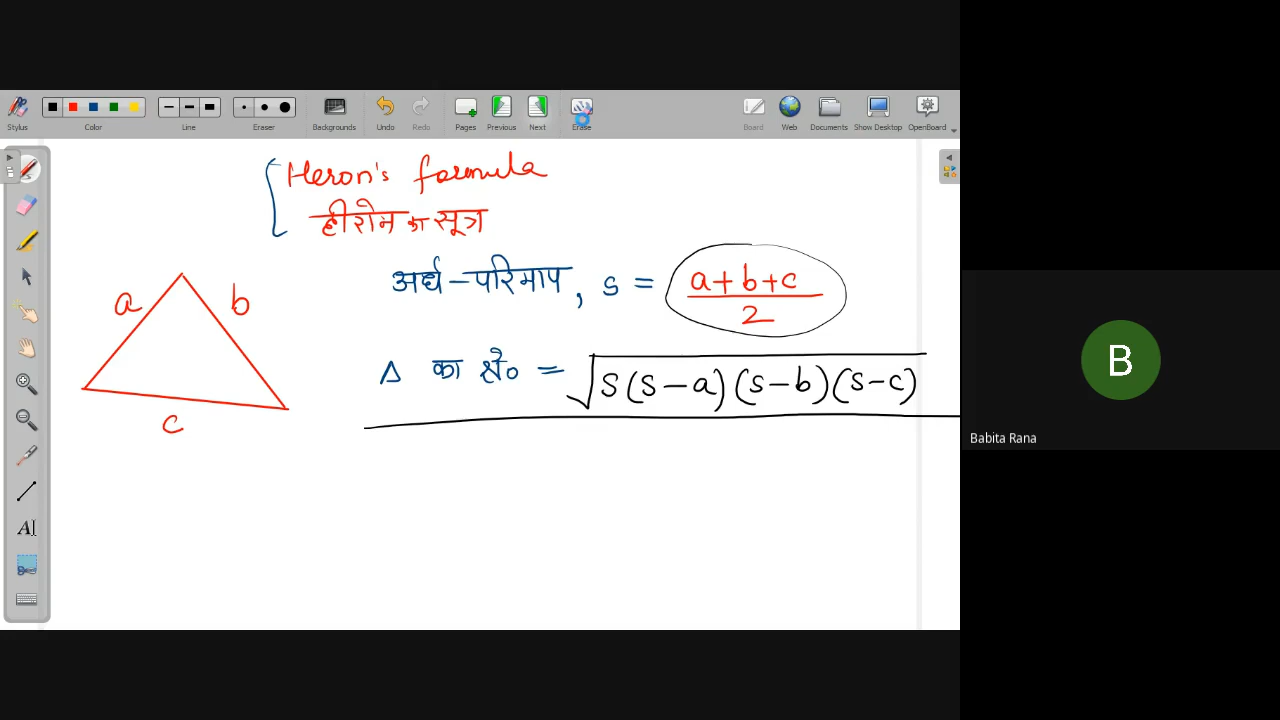 Stylus Color Line Eraser Backgrounds Undo Redo Pages Previous Next Erase Board Web Documents Show Desktop OpenBoard
Heron's formula
हीरोन का सूत्र
अर्ध-परिमाप, s = a+b+c / 2
a b
Δ का क्षे० = √s(s-a)(s-b)(s-c)
c
B
Babita Rana